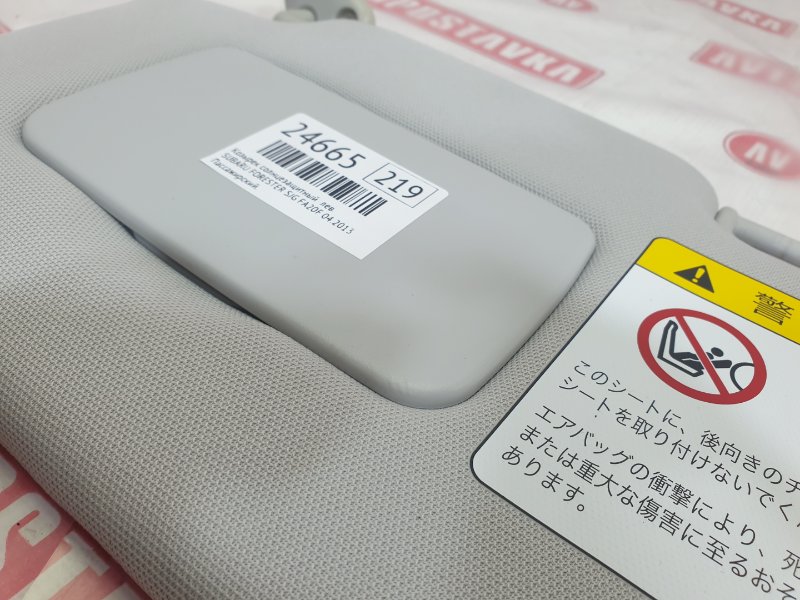 AVTOPOSTAVKA
24665 219
Козырек солнцезащитный лев
SUBARU FORESTER SJG FA20F 04.2013
Пассажирский
AV
警
このシートに、後向きのチ
シートを取り付けないでく
エアバッグの衝撃により、死
または重大な傷害に至るおそ
あります。